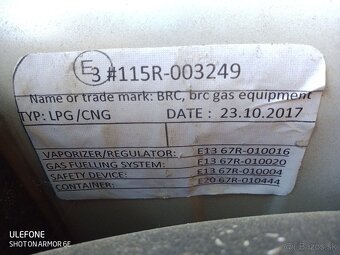 E3 #115R-003249
Name or trade mark: BRC, brc gas equipment
TYP: LPG/CNG DATE: 23.10.2017
VAPORIZER/REGULATOR: E13 67R-010016
GAS FUELLING SYSTEM: E13 67R-010020
SAFETY DEVICE: E13 67R-010004
CONTAINER: E20 67R-010444
ULEFONE
SHOT ON ARMOR 6E
Bazos.sk